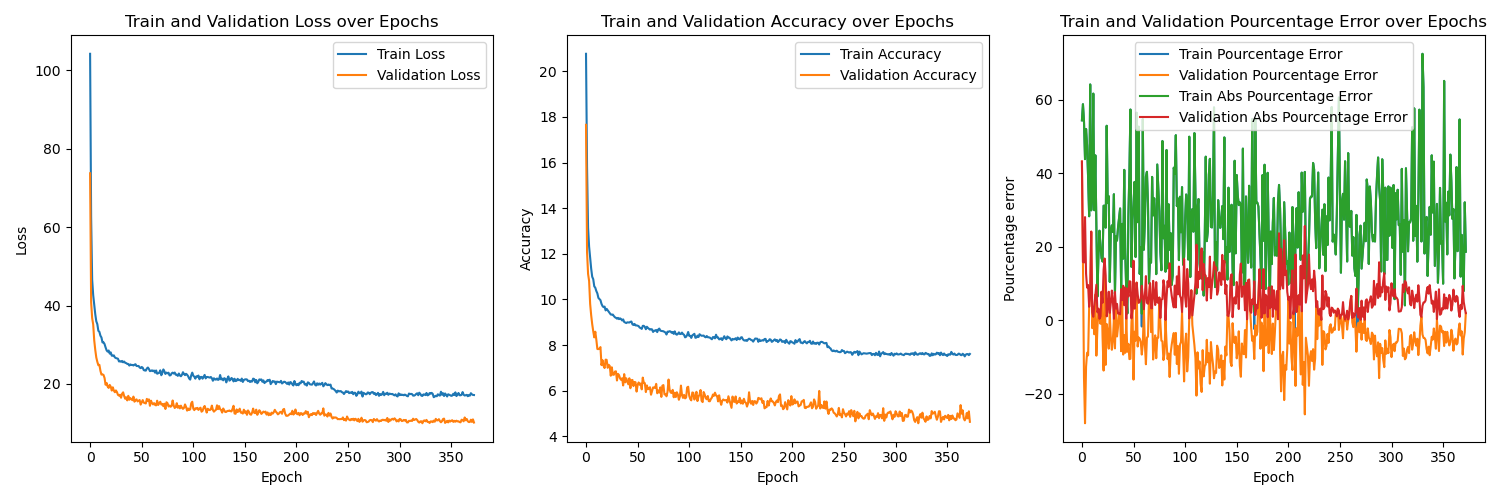 Train and Validation Loss over Epochs
Train Loss
Validation Loss
Loss
100
80
60
40
20
0 50 100 150 200 250 300 350
Epoch
Train and Validation Accuracy over Epochs
Train Accuracy
Validation Accuracy
Accuracy
20
18
16
14
12
10
8
6
4
0 50 100 150 200 250 300 350
Epoch
Train and Validation Pourcentage Error over Epochs
Train Pourcentage Error
Validation Pourcentage Error
Train Abs Pourcentage Error
Validation Abs Pourcentage Error
Pourcentage error
60
40
20
0
−20
0 50 100 150 200 250 300 350
Epoch